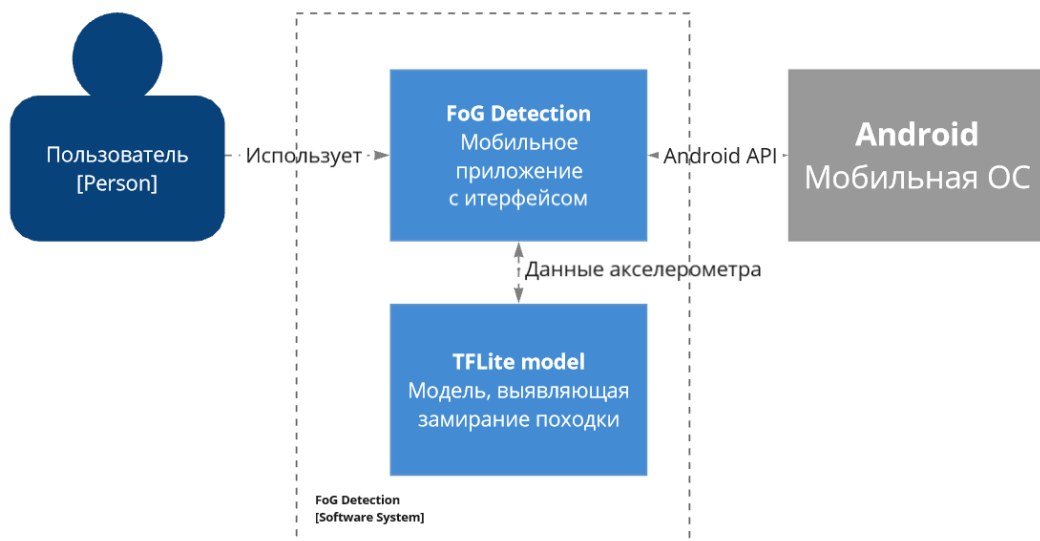 Пользователь
[Person]
Использует
FoG Detection
Мобильное
приложение
с итерфейсом
Android API
Android
Мобильная ОС
Данные акселерометра
TFLite model
Модель, выявляющая
замирание походки
FoG Detection
[Software System]